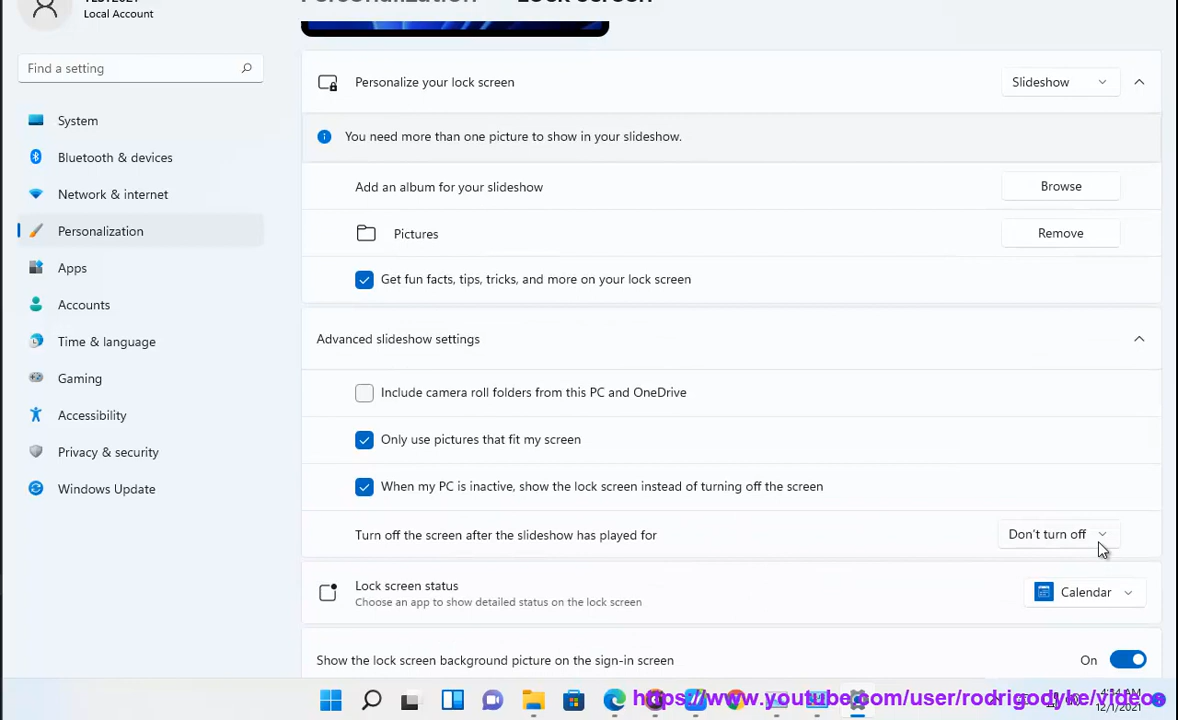 Local Account
Personalization Lock screen
Find a setting
System
Bluetooth & devices
Network & internet
Personalization
Apps
Accounts
Time & language
Gaming
Accessibility
Privacy & security
Windows Update
Personalize your lock screen
Slideshow
You need more than one picture to show in your slideshow.
Add an album for your slideshow
Browse
Pictures
Remove
Get fun facts, tips, tricks, and more on your lock screen
Advanced slideshow settings
Include camera roll folders from this PC and OneDrive
Only use pictures that fit my screen
When my PC is inactive, show the lock screen instead of turning off the screen
Turn off the screen after the slideshow has played for
Don't turn off
Lock screen status
Choose an app to show detailed status on the lock screen
Calendar
Show the lock screen background picture on the sign-in screen
On
https://www.youtube.com/user/rodrigodybe/videos
12/1/2021